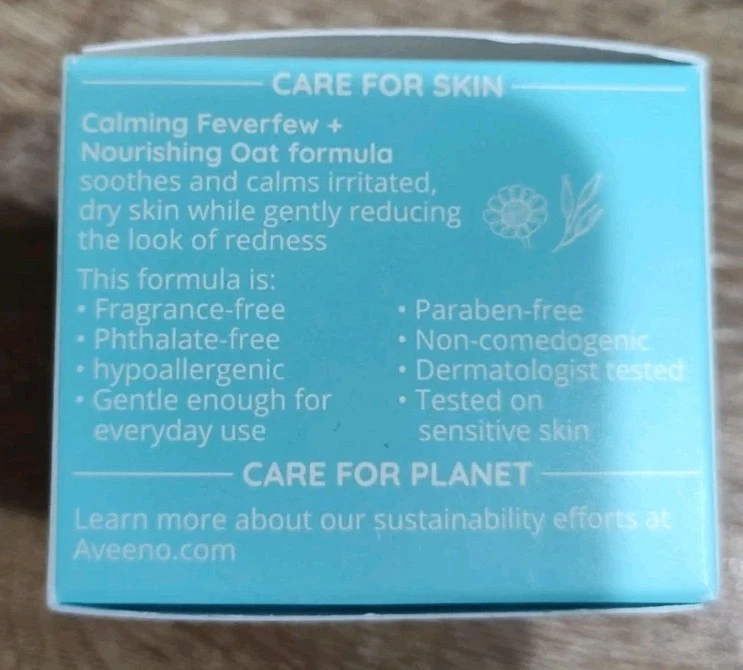 CARE FOR SKIN
Calming Feverfew +
Nourishing Oat formula
soothes and calms irritated,
dry skin while gently reducing
the look of redness
This formula is:
• Fragrance-free
• Phthalate-free
• hypoallergenic
• Gentle enough for
everyday use
• Paraben-free
• Non-comedogenic
• Dermatologist tested
• Tested on
sensitive skin
CARE FOR PLANET
Learn more about our sustainability efforts at
Aveeno.com